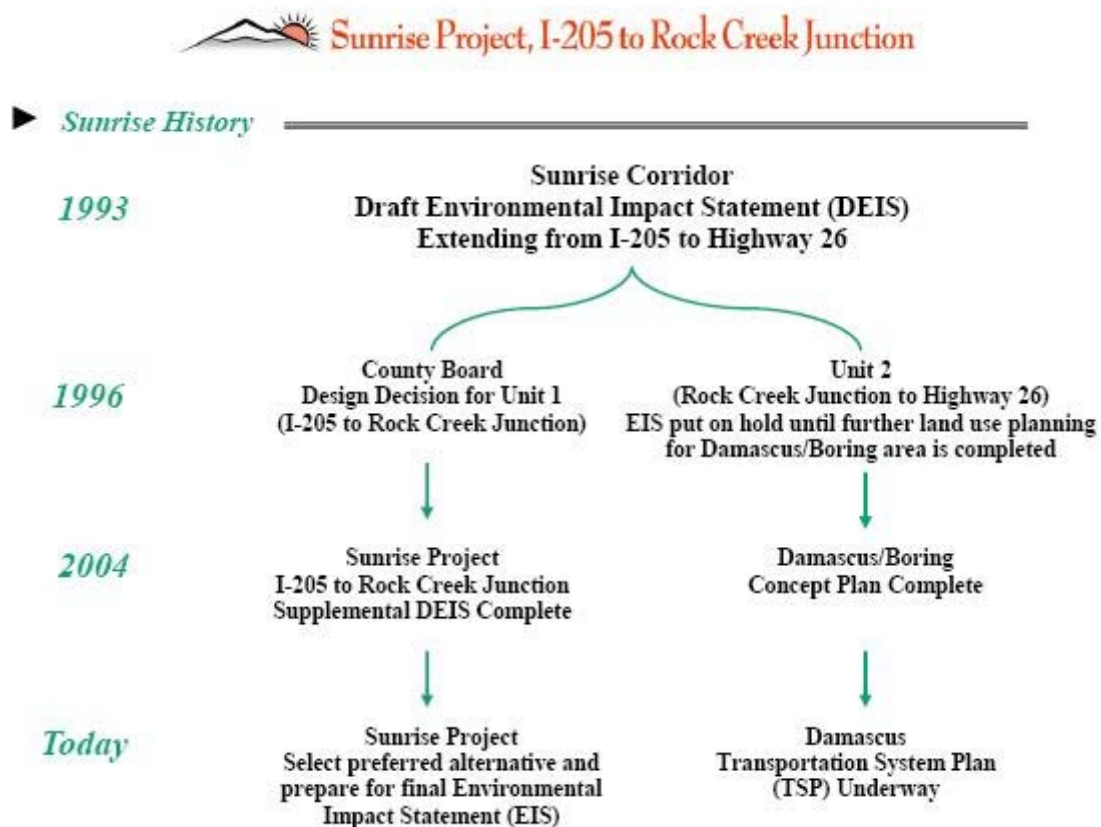 Sunrise Project, I-205 to Rock Creek Junction
Sunrise History
1993
Sunrise Corridor
Draft Environmental Impact Statement (DEIS)
Extending from I-205 to Highway 26
1996
County Board
Design Decision for Unit 1
(I-205 to Rock Creek Junction)
Unit 2
(Rock Creek Junction to Highway 26)
EIS put on hold until further land use planning
for Damascus/Boring area is completed
2004
Sunrise Project
I-205 to Rock Creek Junction
Supplemental DEIS Complete
Damascus/Boring
Concept Plan Complete
Today
Sunrise Project
Select preferred alternative and
prepare for final Environmental
Impact Statement (EIS)
Damascus
Transportation System Plan
(TSP) Underway